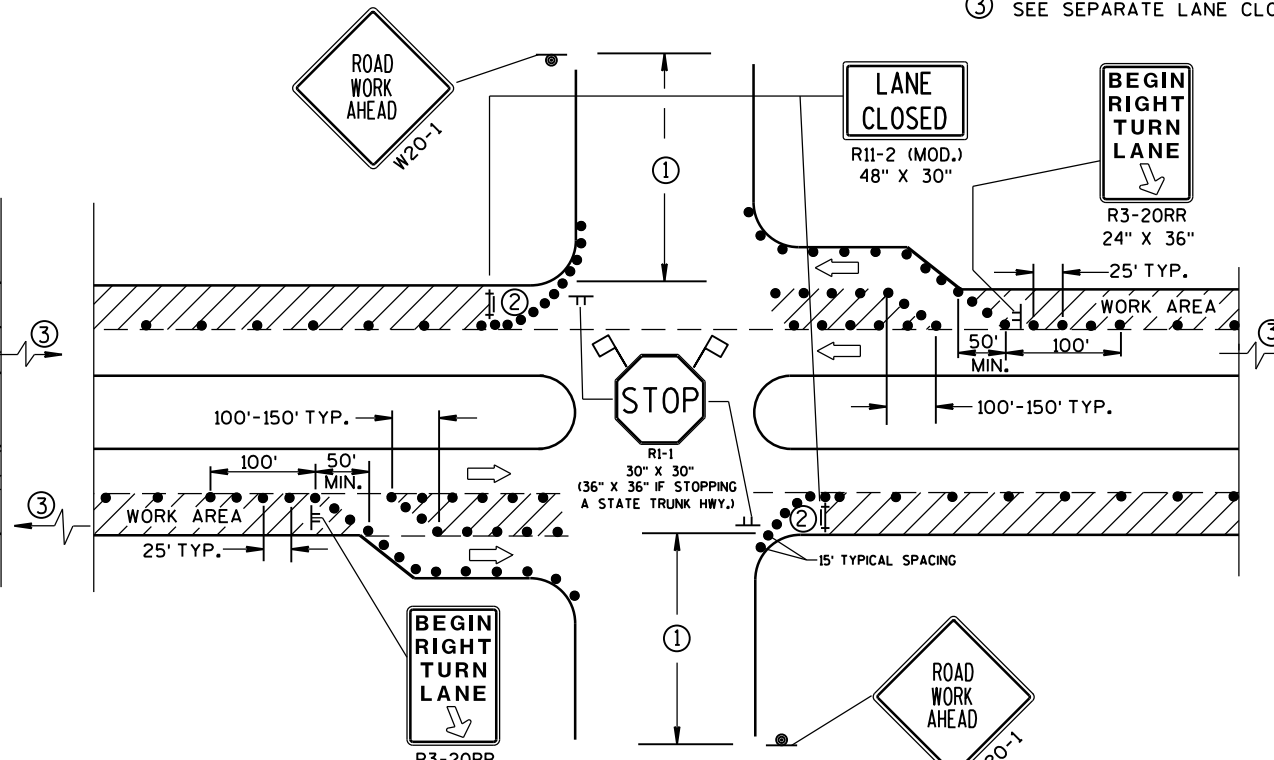 ③ SEE SEPARATE LANE
ROAD
WORK
AHEAD
W20-1
LANE
CLOSED
R11-2 (MOD.)
48" X 30"
BEGIN
RIGHT
TURN
LANE
R3-20RR
24" X 36"
①
②
25' TYP.
WORK AREA
③
③
50'
MIN.
100'
STOP
R1-1
30" X 30"
(36" X 36" IF STOPPING
A STATE TRUNK HWY.)
100'-150' TYP.
100'-150' TYP.
100'
50'
MIN.
③
WORK AREA
25' TYP.
②
15' TYPICAL SPACING
①
BEGIN
RIGHT
TURN
LANE
R3-20RR
ROAD
WORK
AHEAD
20-1